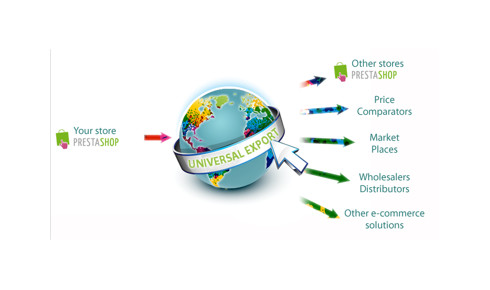 Your store
PRESTASHOP
UNIVERSAL EXPORT
Other stores
PRESTASHOP
Price
Comparators
Market
Places
Wholesalers
Distributors
Other e-commerce
solutions